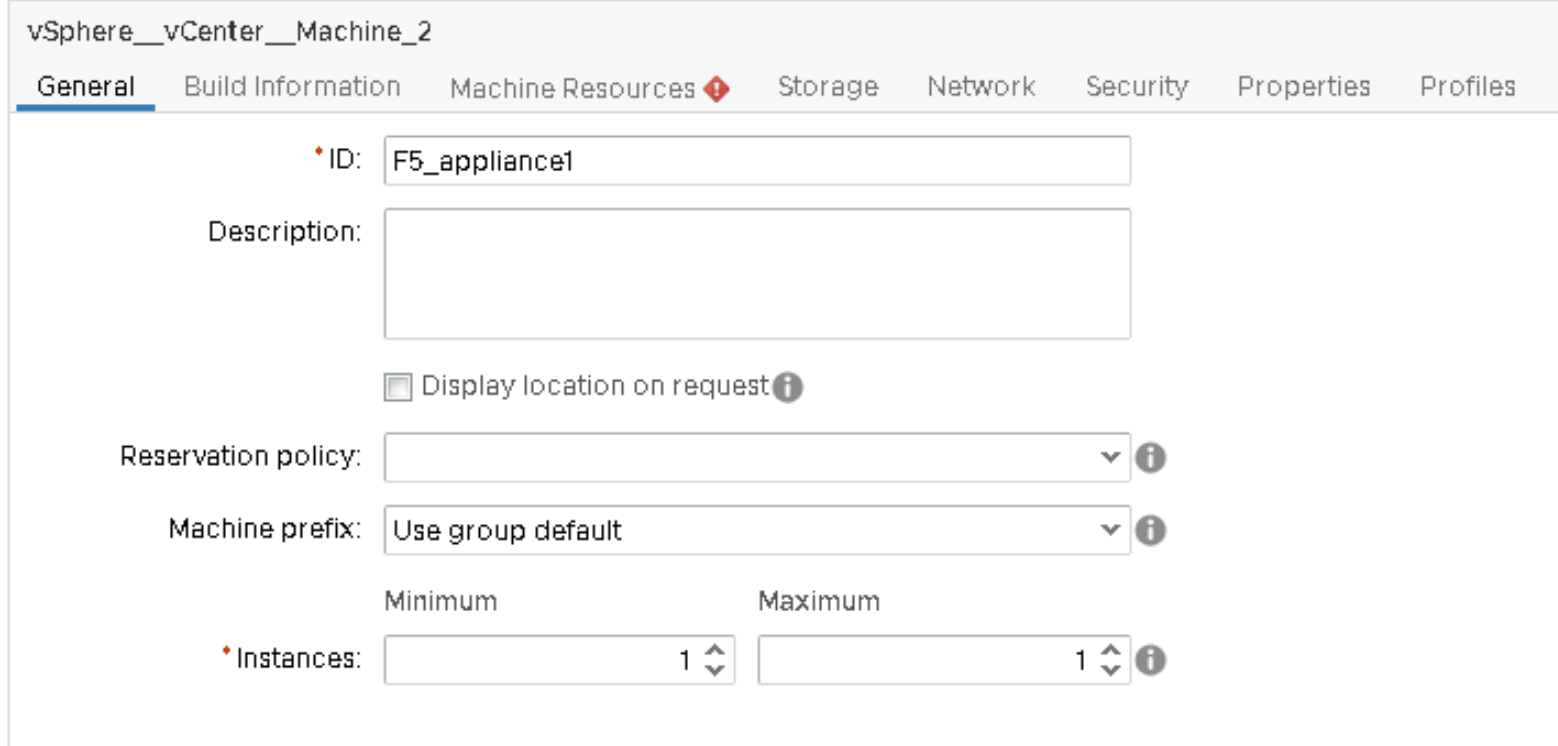 vSphere__vCenter__Machine_2
General Build Information Machine Resources Storage Network Security Properties Profiles
* ID: F5_appliance1
Description:
Display location on request
Reservation policy:
Machine prefix: Use group default
Minimum Maximum
* Instances: 1 1